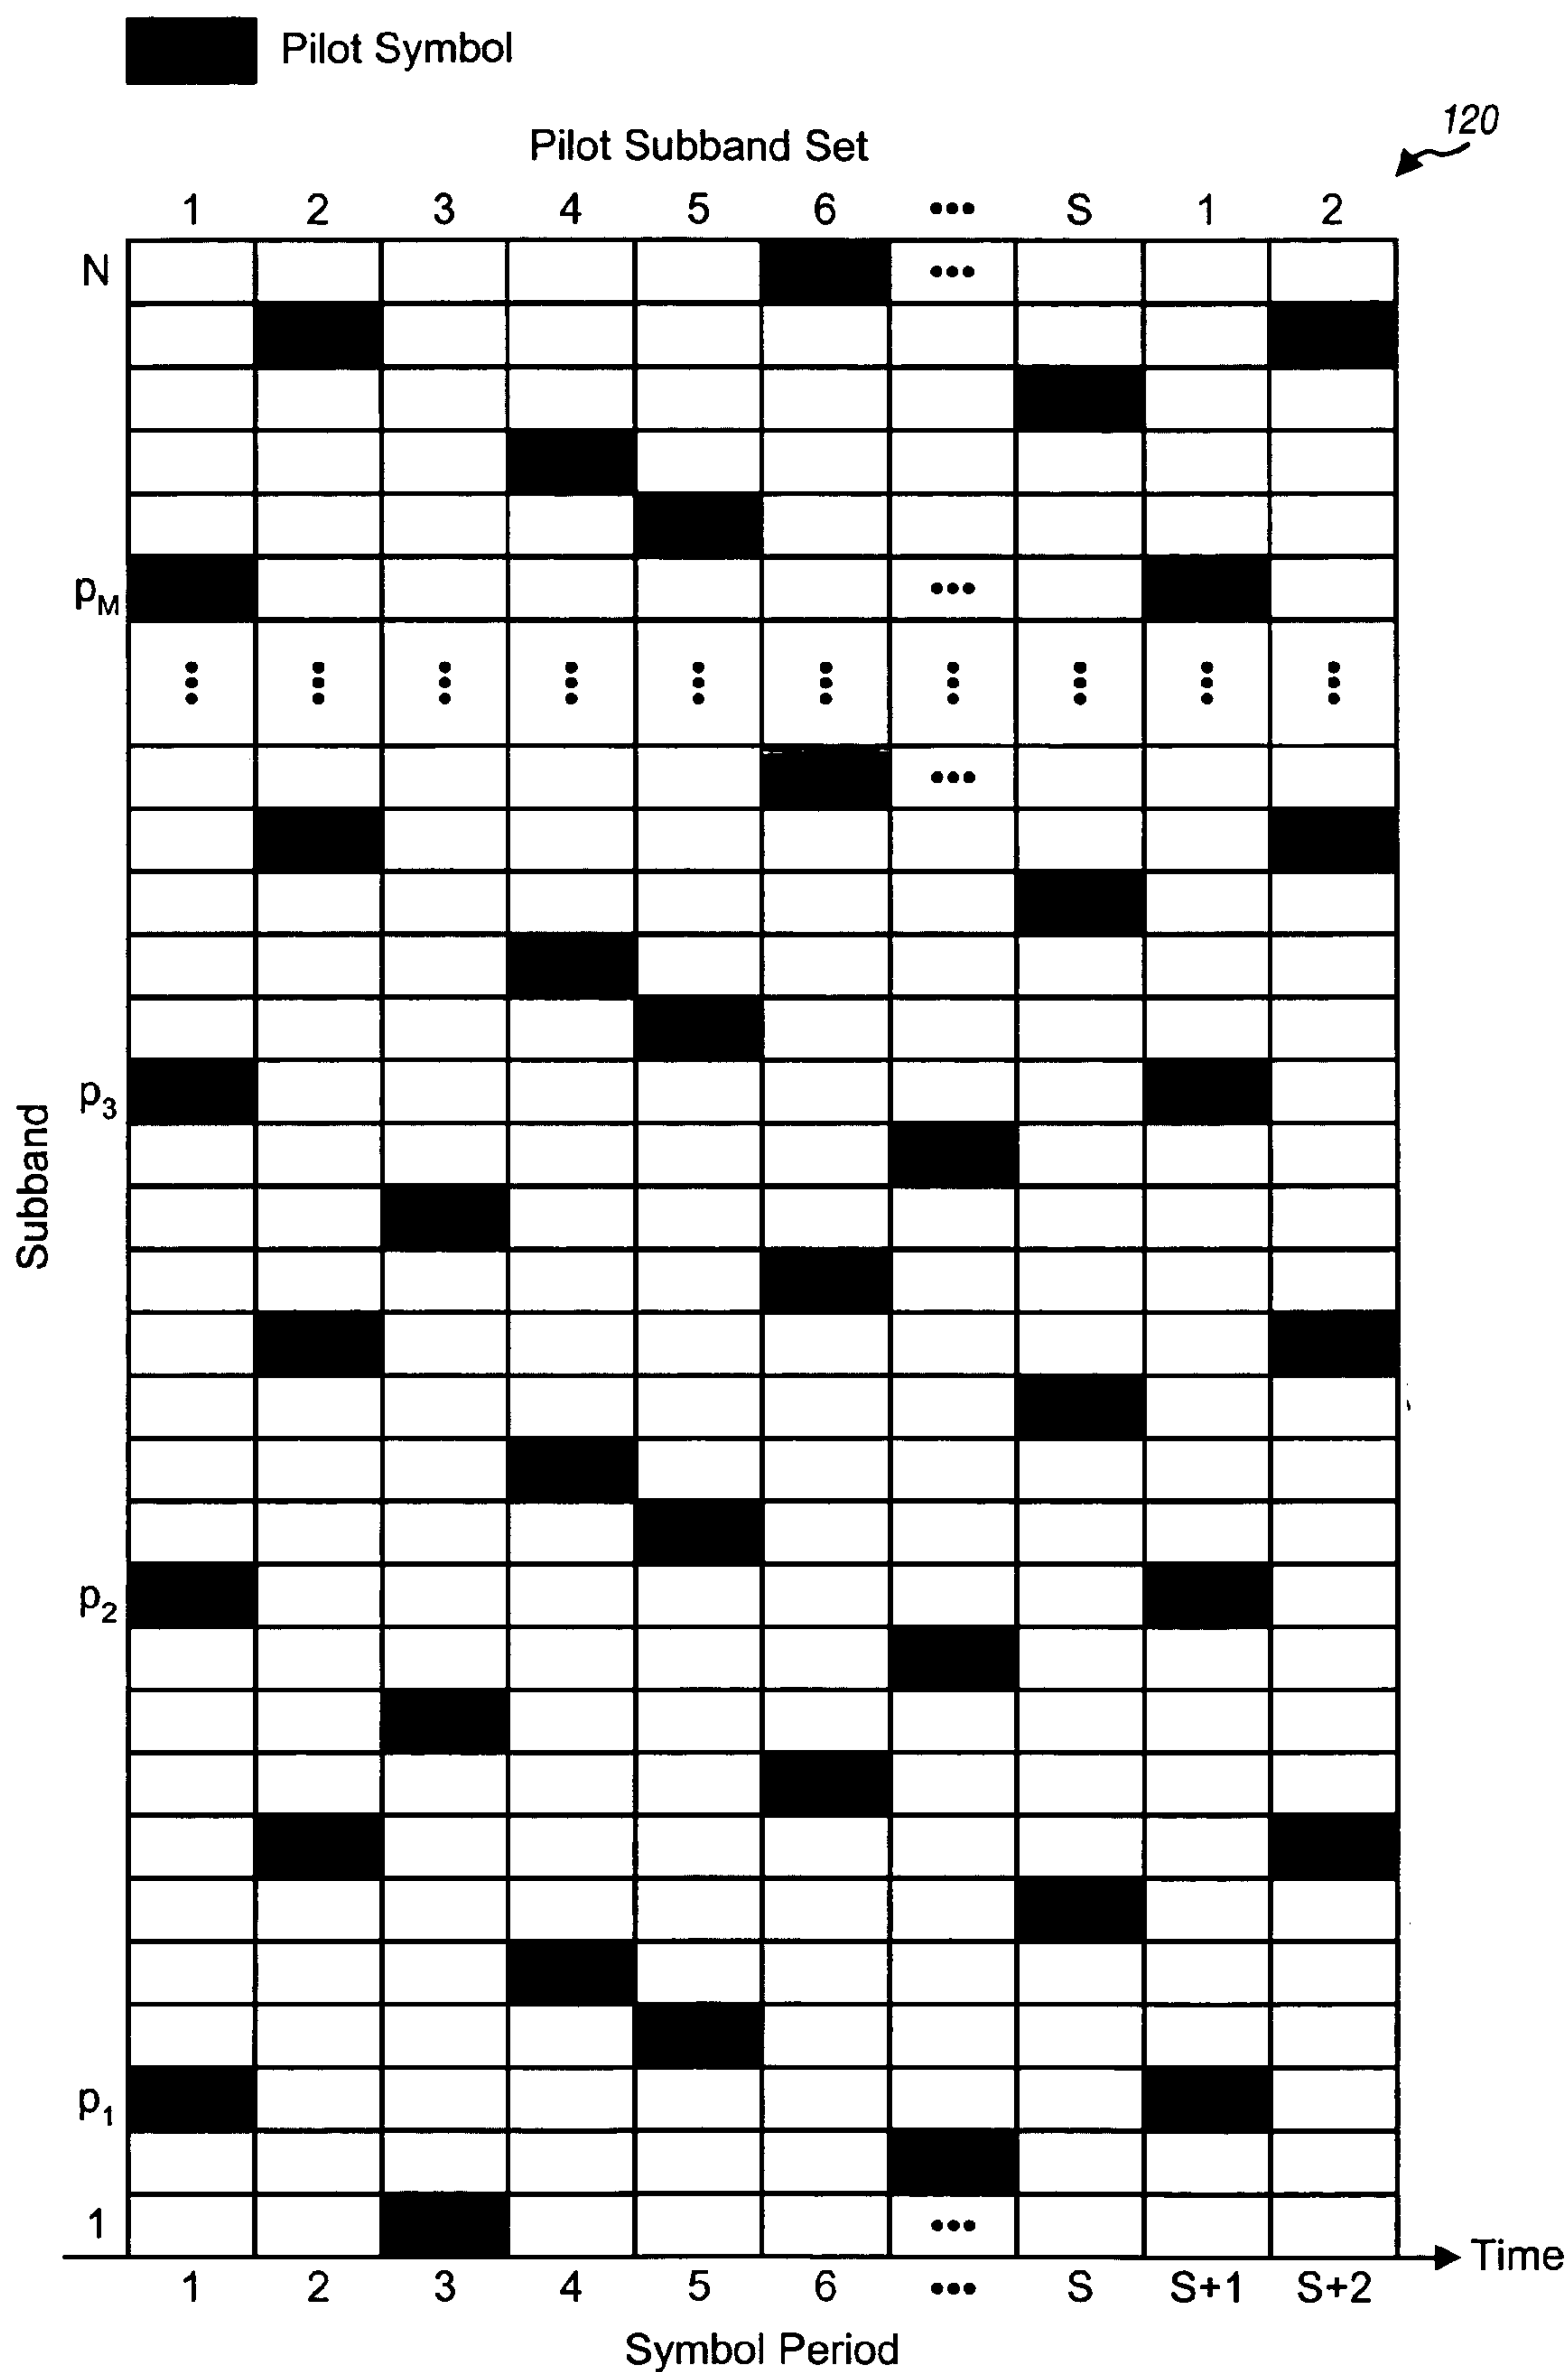 Pilot Symbol
120
Pilot Subband Set
1 2 3 4 5 6 ••• S 1 2
N •••
pM •••
•••
p3
Subband
p2
p1
1 •••
Time
1 2 3 4 5 6 ••• S S+1 S+2
Symbol Period